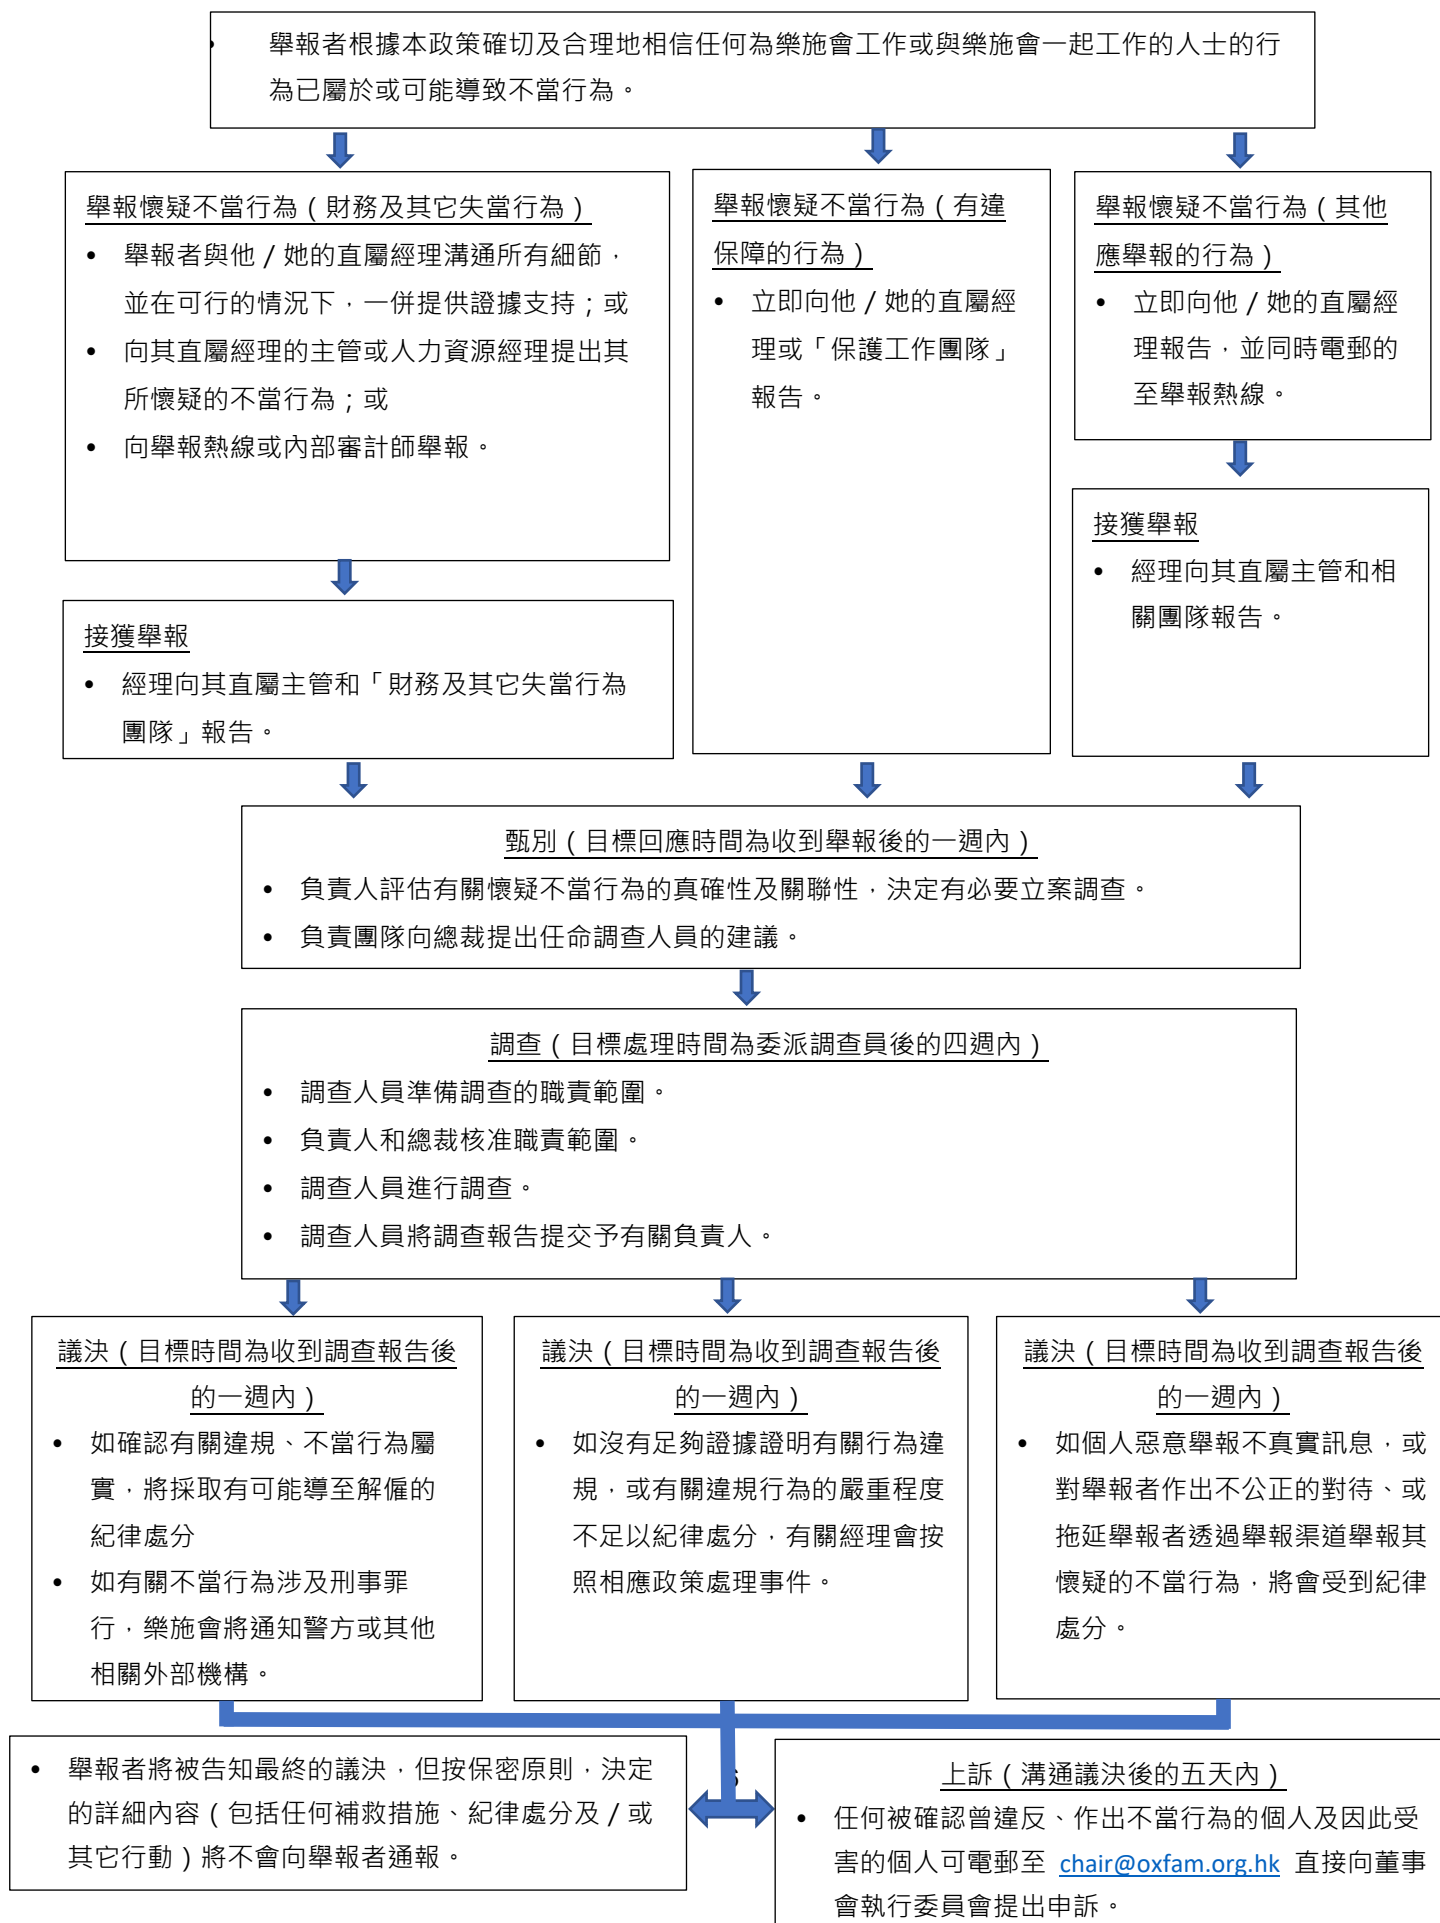 • 舉報者根據本政策確切及合理地相信任何為樂施會工作或與樂施會一起工作的人士的行
為已屬於或可能導致不當行為。
舉報懷疑不當行為（財務及其它失當行為）
• 舉報者與他 / 她的直屬經理溝通所有細節，
並在可行的情況下，一併提供證據支持；或
• 向其直屬經理的主管或人力資源經理提出其
所懷疑的不當行為；或
• 向舉報熱線或內部審計師舉報。
接獲舉報
• 經理向其直屬主管和「財務及其它失當行為
團隊」報告。
舉報懷疑不當行為（有違
保障的行為）
• 立即向他 / 她的直屬經
理或「保護工作團隊」
報告。
舉報懷疑不當行為（其他
應舉報的行為）
• 立即向他 / 她的直屬經
理報告，並同時電郵的
至舉報熱線。
接獲舉報
• 經理向其直屬主管和相
關團隊報告。
甄別（目標回應時間為收到舉報後的一週內）
• 負責人評估有關懷疑不當行為的真確性及關聯性，決定有必要立案調查。
• 負責團隊向總裁提出任命調查人員的建議。
調查（目標處理時間為委派調查員後的四週內）
• 調查人員準備調查的職責範圍。
• 負責人和總裁核准職責範圍。
• 調查人員進行調查。
• 調查人員將調查報告提交予有關負責人。
議決（目標時間為收到調查報告後
的一週內）
• 如確認有關違規、不當行為屬
實，將採取有可能導至解僱的
紀律處分
• 如有關不當行為涉及刑事罪
行，樂施會將通知警方或其他
相關外部機構。
議決（目標時間為收到調查報告後
的一週內）
• 如沒有足夠證據證明有關行為違
規，或有關違規行為的嚴重程度
不足以紀律處分，有關經理會按
照相應政策處理事件。
議決（目標時間為收到調查報告後
的一週內）
• 如個人惡意舉報不真實訊息，或
對舉報者作出不公正的對待、或
拖延舉報者透過舉報渠道舉報其
懷疑的不當行為，將會受到紀律
處分。
• 舉報者將被告知最終的議決，但按保密原則，決定
的詳細內容（包括任何補救措施、紀律處分及 / 或
其它行動）將不會向舉報者通報。
上訴（溝通議決後的五天內）
• 任何被確認曾違反、作出不當行為的個人及因此受
害的個人可電郵至 chair@oxfam.org.hk 直接向董事
會執行委員會提出申訴。